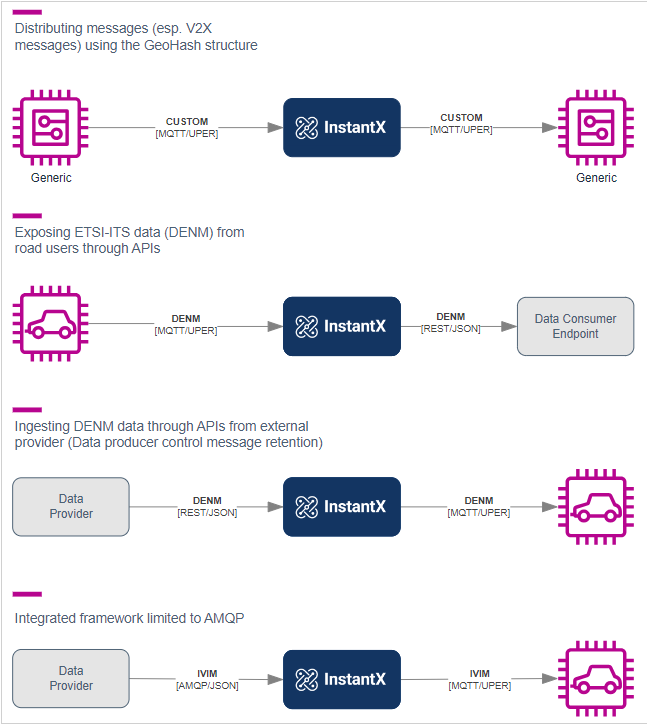 Distributing messages (esp. V2X
messages) using the GeoHash structure
CUSTOM
[MQTT/UPER]
InstantX
CUSTOM
[MQTT/UPER]
Generic
Generic
Exposing ETSI-ITS data (DENM) from
road users through APIs
DENM
[MQTT/UPER]
InstantX
DENM
[REST/JSON]
Data Consumer
Endpoint
Ingesting DENM data through APIs from external
provider (Data producer control message retention)
Data
Provider
DENM
[REST/JSON]
InstantX
DENM
[MQTT/UPER]
Integrated framework limited to AMQP
Data
Provider
IVIM
[AMQP/JSON]
InstantX
IVIM
[MQTT/UPER]